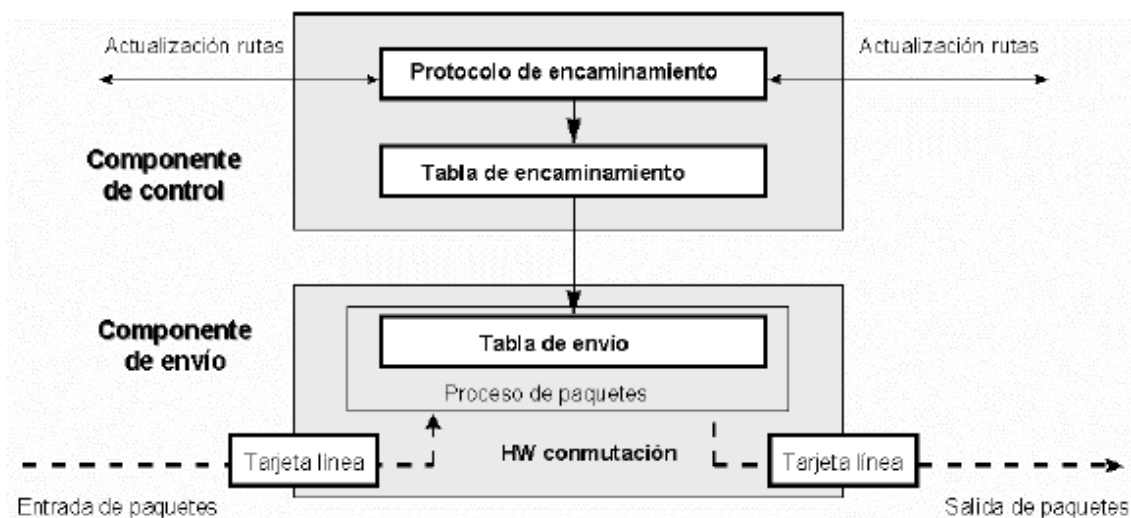 Actualización rutas
Actualización rutas
Protocolo de encaminamiento
Componente
de control
Tabla de encaminamiento
Componente
de envío
Tabla de envío
Proceso de paquetes
Tarjeta línea
HW conmutación
Tarjeta línea
Entrada de paquetes
Salida de paquetes